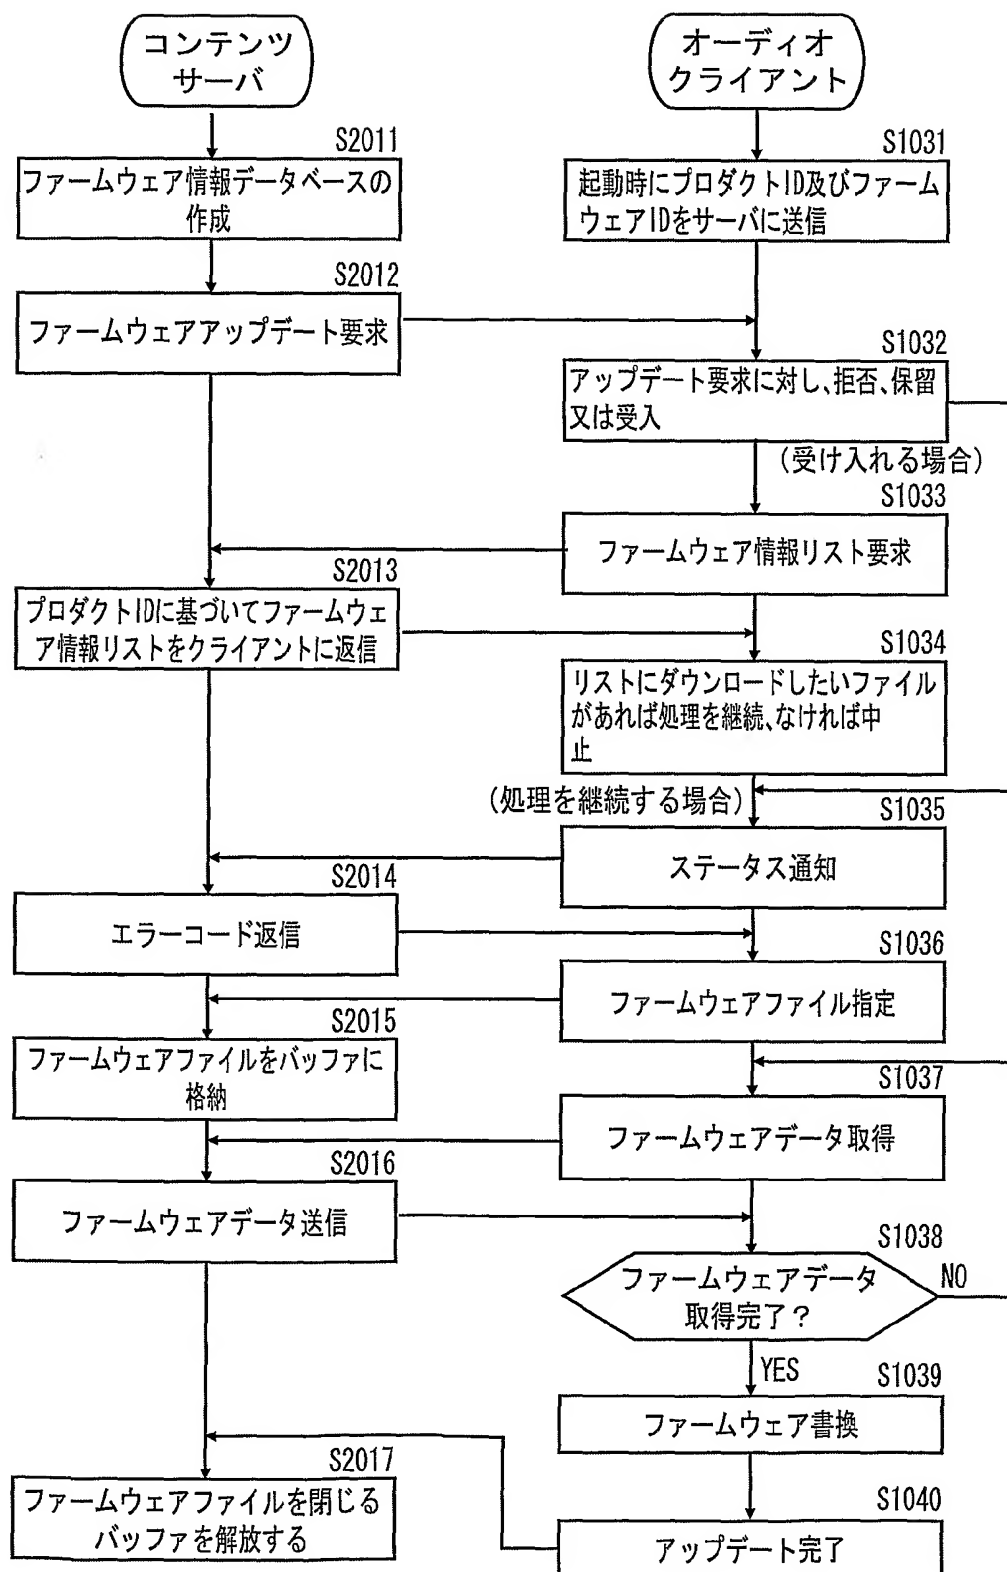 コンテンツ
サーバ
オーディオ
クライアント
S2011
ファームウェア情報データベースの
作成
S1031
起動時にプロダクトID及びファーム
ウェアIDをサーバに送信
S2012
ファームウェアアップデート要求
S1032
アップデート要求に対し、拒否、保留
又は受入
(受け入れる場合)
S1033
ファームウェア情報リスト要求
S2013
プロダクトIDに基づいてファームウェ
ア情報リストをクライアントに返信
S1034
リストにダウンロードしたいファイル
があれば処理を継続、なければ中
止
(処理を継続する場合)
S1035
ステータス通知
S2014
エラーコード返信
S1036
ファームウェアファイル指定
S2015
ファームウェアファイルをバッファに
格納
S1037
ファームウェアデータ取得
S2016
ファームウェアデータ送信
S1038
ファームウェアデータ
取得完了?
NO
YES
S1039
ファームウェア書換
S2017
ファームウェアファイルを閉じる
バッファを解放する
S1040
アップデート完了